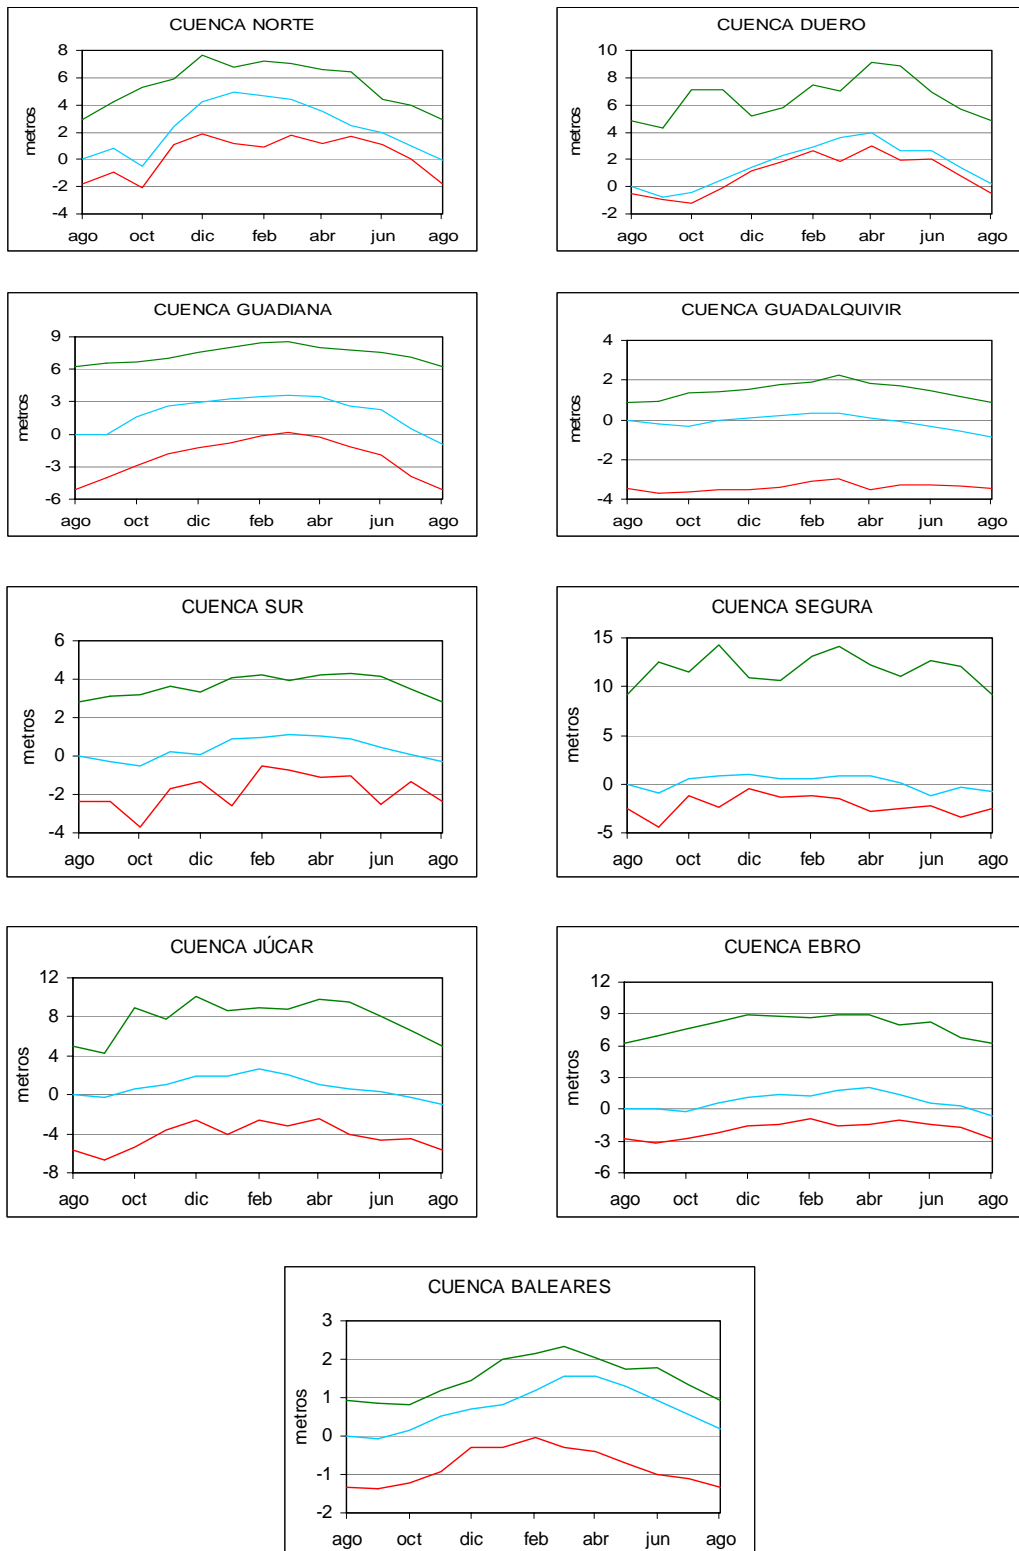 CUENCA NORTE
8
6
4
2
0
-2
-4
metros
ago oct dic feb abr jun ago
CUENCA DUERO
10
8
6
4
2
0
-2
metros
ago oct dic feb abr jun ago
CUENCA GUADIANA
9
6
3
0
-3
-6
metros
ago oct dic feb abr jun ago
CUENCA GUADALQUIVIR
4
2
0
-2
-4
metros
ago oct dic feb abr jun ago
CUENCA SUR
6
4
2
0
-2
-4
metros
ago oct dic feb abr jun ago
CUENCA SEGURA
15
10
5
0
-5
metros
ago oct dic feb abr jun ago
CUENCA JÚCAR
12
8
4
0
-4
-8
metros
ago oct dic feb abr jun ago
CUENCA EBRO
12
9
6
3
0
-3
-6
metros
ago oct dic feb abr jun ago
CUENCA BALEARES
3
2
1
0
-1
-2
metros
ago oct dic feb abr jun ago